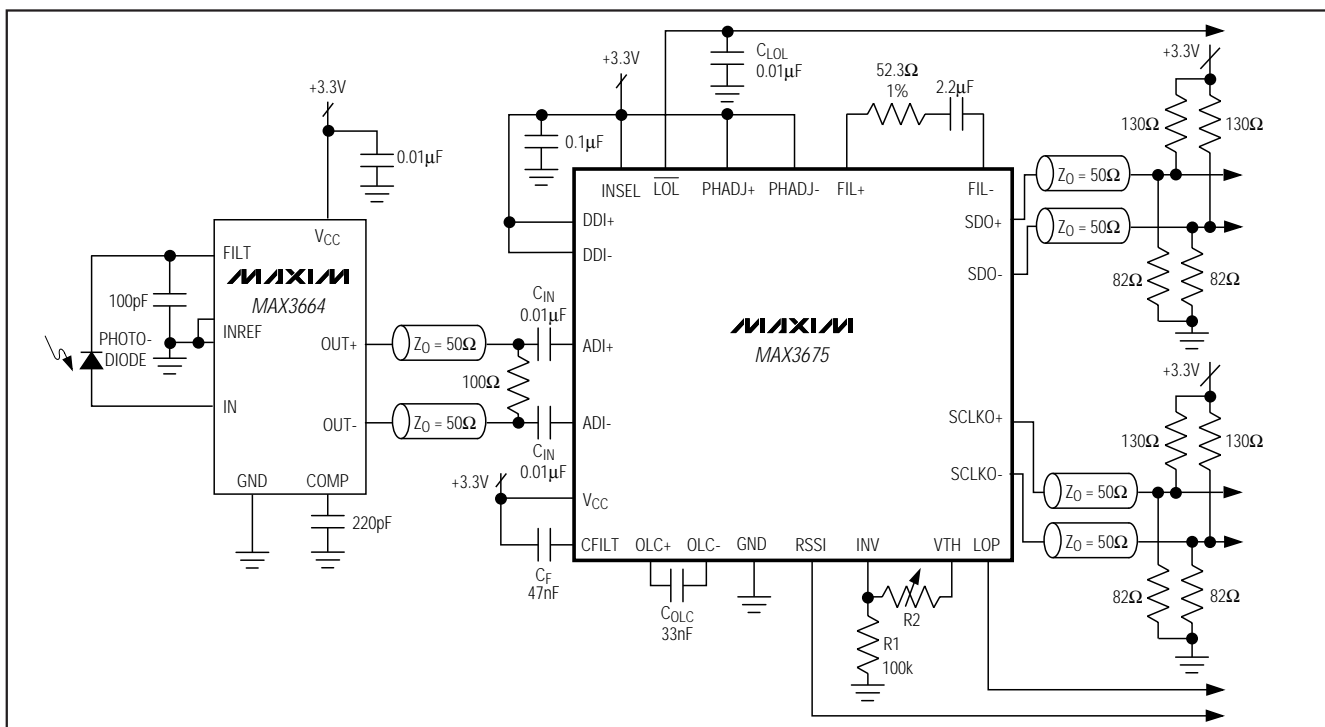 +3.3V
0.01μF
VCC
FILT
MAXIM
MAX3664
100pF
INREF
PHOTO-
DIODE
IN
OUT+
OUT-
GND
COMP
220pF
ZO = 50Ω
ZO = 50Ω
100Ω
CIN
0.01μF
CIN
0.01μF
+3.3V
0.1μF
CLOL
0.01μF
52.3Ω
1%
2.2μF
INSEL
LOL
PHADJ+
PHADJ-
FIL+
FIL-
DDI+
DDI-
ADI+
ADI-
+3.3V
VCC
CFILT
CF
47nF
MAXIM
MAX3675
SDO+
SDO-
SCLKO+
SCLKO-
OLC+
OLC-
GND
RSSI
INV
VTH
LOP
COLC
33nF
R2
R1
100k
+3.3V
130Ω
130Ω
ZO = 50Ω
ZO = 50Ω
82Ω
82Ω
+3.3V
130Ω
130Ω
ZO = 50Ω
ZO = 50Ω
82Ω
82Ω